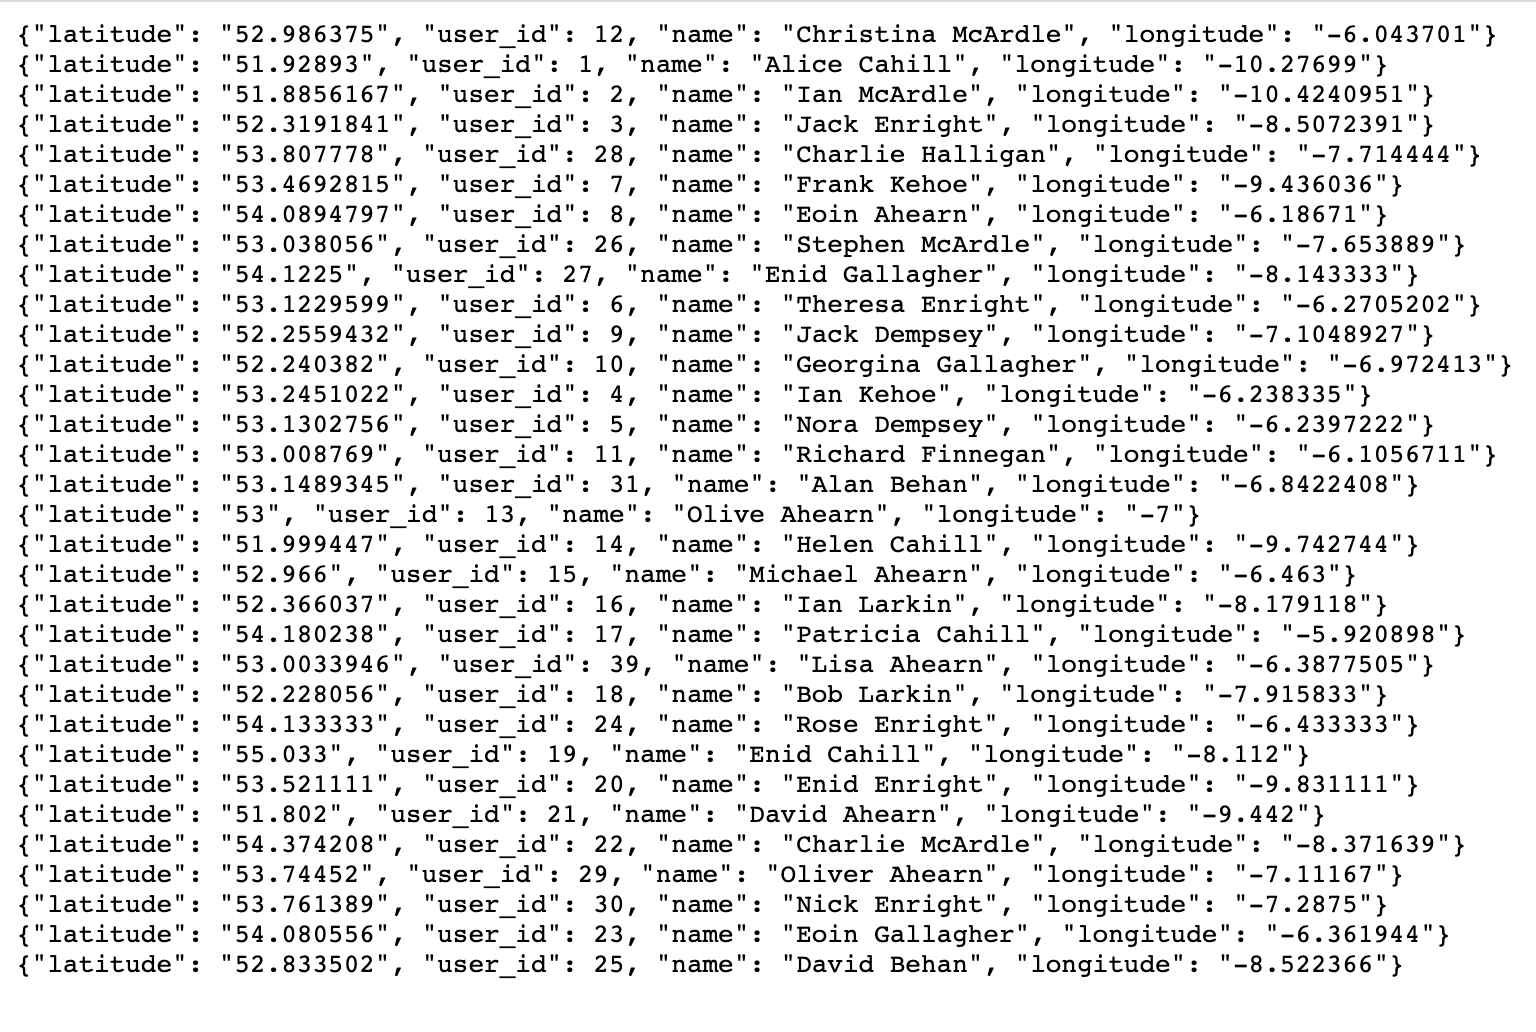 {"latitude": "52.986375", "user_id": 12, "name": "Christina McArdle", "longitude": "-6.043701"}
{"latitude": "51.92893", "user_id": 1, "name": "Alice Cahill", "longitude": "-10.27699"}
{"latitude": "51.8856167", "user_id": 2, "name": "Ian McArdle", "longitude": "-10.4240951"}
{"latitude": "52.3191841", "user_id": 3, "name": "Jack Enright", "longitude": "-8.5072391"}
{"latitude": "53.807778", "user_id": 28, "name": "Charlie Halligan", "longitude": "-7.714444"}
{"latitude": "53.4692815", "user_id": 7, "name": "Frank Kehoe", "longitude": "-9.436036"}
{"latitude": "54.0894797", "user_id": 8, "name": "Eoin Ahearn", "longitude": "-6.18671"}
{"latitude": "53.038056", "user_id": 26, "name": "Stephen McArdle", "longitude": "-7.653889"}
{"latitude": "54.1225", "user_id": 27, "name": "Enid Gallagher", "longitude": "-8.143333"}
{"latitude": "53.1229599", "user_id": 6, "name": "Theresa Enright", "longitude": "-6.2705202"}
{"latitude": "52.2559432", "user_id": 9, "name": "Jack Dempsey", "longitude": "-7.1048927"}
{"latitude": "52.240382", "user_id": 10, "name": "Georgina Gallagher", "longitude": "-6.972413"}
{"latitude": "53.2451022", "user_id": 4, "name": "Ian Kehoe", "longitude": "-6.238335"}
{"latitude": "53.1302756", "user_id": 5, "name": "Nora Dempsey", "longitude": "-6.2397222"}
{"latitude": "53.008769", "user_id": 11, "name": "Richard Finnegan", "longitude": "-6.1056711"}
{"latitude": "53.1489345", "user_id": 31, "name": "Alan Behan", "longitude": "-6.8422408"}
{"latitude": "53", "user_id": 13, "name": "Olive Ahearn", "longitude": "-7"}
{"latitude": "51.999447", "user_id": 14, "name": "Helen Cahill", "longitude": "-9.742744"}
{"latitude": "52.966", "user_id": 15, "name": "Michael Ahearn", "longitude": "-6.463"}
{"latitude": "52.366037", "user_id": 16, "name": "Ian Larkin", "longitude": "-8.179118"}
{"latitude": "54.180238", "user_id": 17, "name": "Patricia Cahill", "longitude": "-5.920898"}
{"latitude": "53.0033946", "user_id": 39, "name": "Lisa Ahearn", "longitude": "-6.3877505"}
{"latitude": "52.228056", "user_id": 18, "name": "Bob Larkin", "longitude": "-7.915833"}
{"latitude": "54.133333", "user_id": 24, "name": "Rose Enright", "longitude": "-6.433333"}
{"latitude": "55.033", "user_id": 19, "name": "Enid Cahill", "longitude": "-8.112"}
{"latitude": "53.521111", "user_id": 20, "name": "Enid Enright", "longitude": "-9.831111"}
{"latitude": "51.802", "user_id": 21, "name": "David Ahearn", "longitude": "-9.442"}
{"latitude": "54.374208", "user_id": 22, "name": "Charlie McArdle", "longitude": "-8.371639"}
{"latitude": "53.74452", "user_id": 29, "name": "Oliver Ahearn", "longitude": "-7.11167"}
{"latitude": "53.761389", "user_id": 30, "name": "Nick Enright", "longitude": "-7.2875"}
{"latitude": "54.080556", "user_id": 23, "name": "Eoin Gallagher", "longitude": "-6.361944"}
{"latitude": "52.833502", "user_id": 25, "name": "David Behan", "longitude": "-8.522366"}